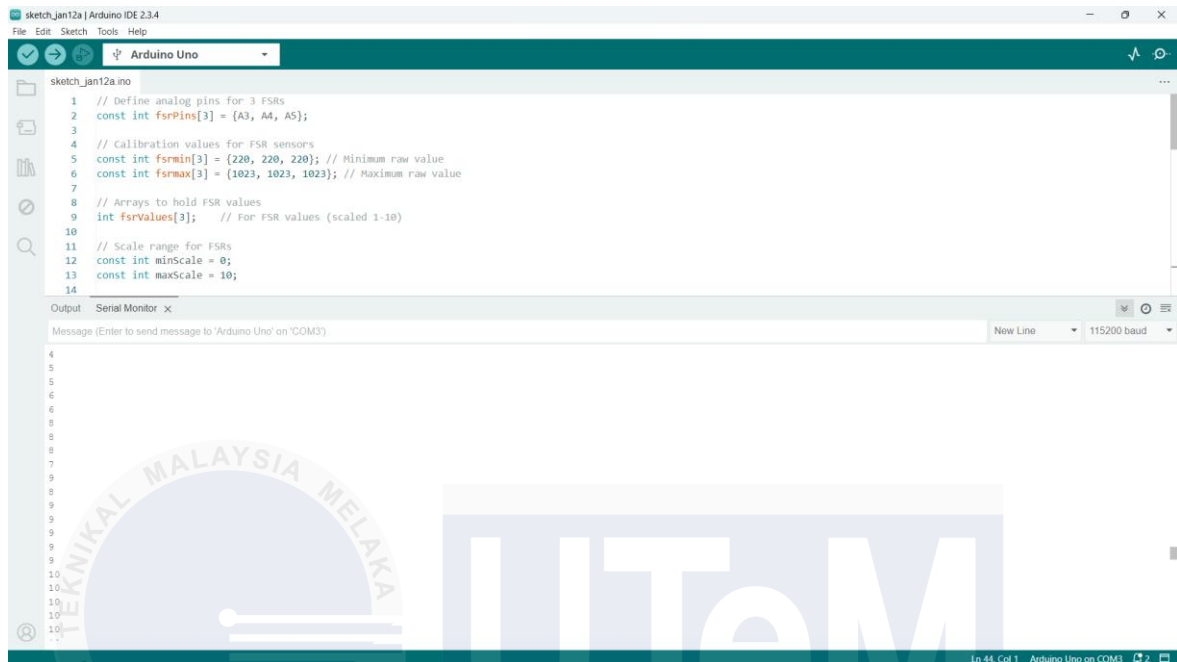 sketch_jan12a | Arduino IDE 2.3.4
File Edit Sketch Tools Help
Arduino Uno
sketch_jan12a.ino
1 // Define analog pins for 3 FSRs
2 const int fsrPins[3] = {A3, A4, A5};
3
4 // Calibration values for FSR sensors
5 const int fsrmin[3] = {220, 220, 220}; // Minimum raw value
6 const int fsrmax[3] = {1023, 1023, 1023}; // Maximum raw value
7
8 // Arrays to hold FSR values
9 int fsrValues[3]; // For FSR values (scaled 1-10)
10
11 // Scale range for FSRs
12 const int minScale = 0;
13 const int maxScale = 10;
14
Output Serial Monitor
Message (Enter to send message to 'Arduino Uno' on 'COM3')
New Line 115200 baud
4
5
5
6
6
8
8
8
7
9
8
9
9
9
9
9
10
10
10
10
10
TEKNIKAL MALAYSIA MELAKA
UTeM
Ln 44, Col 1 Arduino Uno on COM3 2